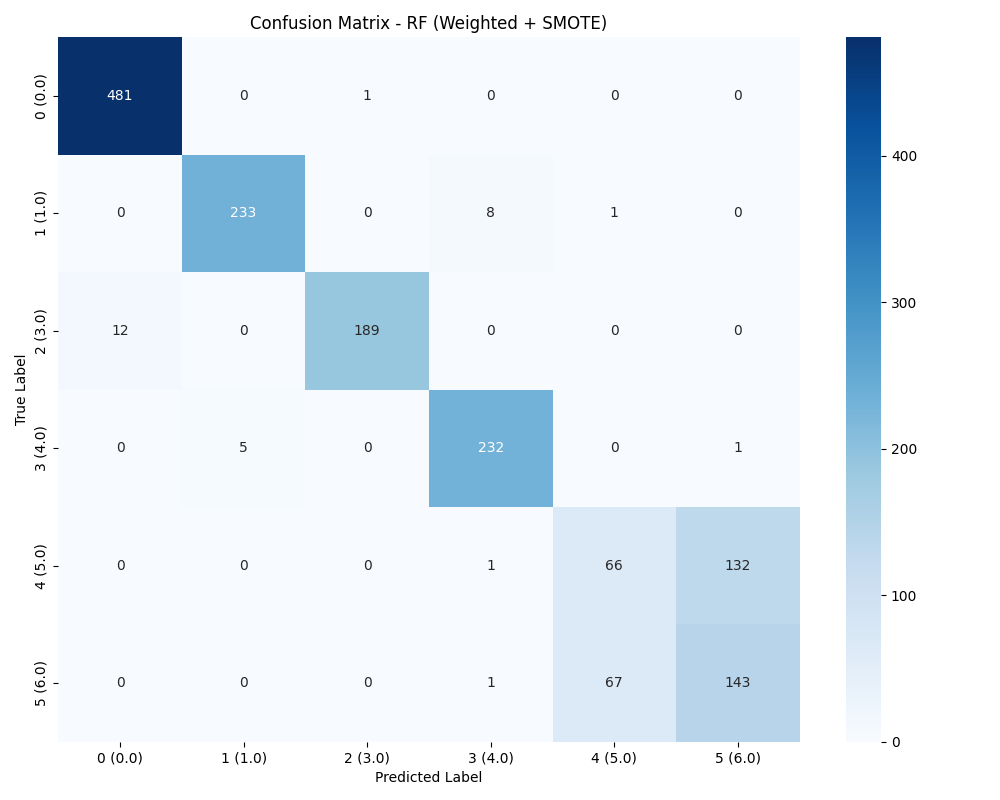 Confusion Matrix - RF (Weighted + SMOTE)
True Label
0 (0.0) 481 0 1 0 0 0
1 (1.0) 0 233 0 8 1 0
2 (3.0) 12 0 189 0 0 0
3 (4.0) 0 5 0 232 0 1
4 (5.0) 0 0 0 1 66 132
5 (6.0) 0 0 0 1 67 143
0 (0.0) 1 (1.0) 2 (3.0) 3 (4.0) 4 (5.0) 5 (6.0)
Predicted Label
400
300
200
100
0